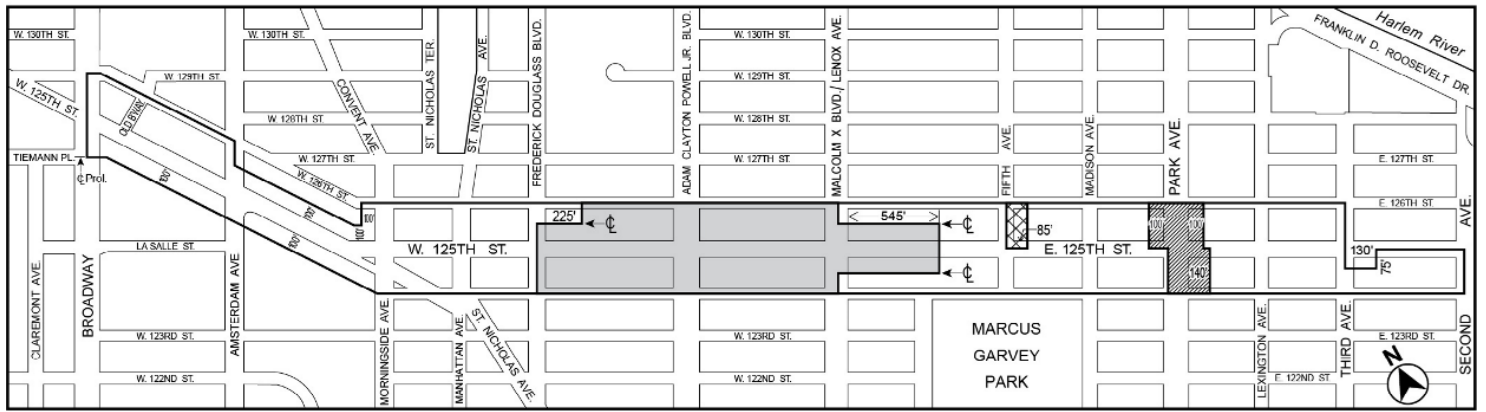 W. 130TH ST.
W. 130TH ST.
W. 130TH ST.
Harlem River
FRANKLIN D. ROOSEVELT DR.
W. 125TH ST.
OLD BWAY
W. 129TH ST.
W. 129TH ST.
CONVENT AVE.
ST. NICHOLAS TER.
ST. NICHOLAS AVE.
FREDERICK DOUGLASS BLVD.
ADAM CLAYTON POWELL JR. BLVD.
MALCOLM X BLVD./ LENOX AVE.
FIFTH AVE.
MADISON AVE.
PARK AVE.
W. 128TH ST.
W. 128TH ST.
TIEMANN PL.
℄ Prol.
W. 127TH ST.
W. 127TH ST.
E. 127TH ST.
W. 126TH ST.
E. 126TH ST.
100'
100'
100'
100'
100'
100'
225'
℄
545'
℄
85'
100'
100'
LA SALLE ST.
W. 125TH ST.
E. 125TH ST.
130'
75'
℄
140'
CLAREMONT AVE.
BROADWAY
AMSTERDAM AVE
MORNINGSIDE AVE.
MANHATTAN AVE.
ST. NICHOLAS AVE.
LEXINGTON AVE.
THIRD AVE.
SECOND AVE.
W. 123RD ST.
W. 123RD ST.
E. 123RD ST.
MARCUS
GARVEY
PARK
W. 122ND ST.
W. 122ND ST.
E. 122ND ST.
N